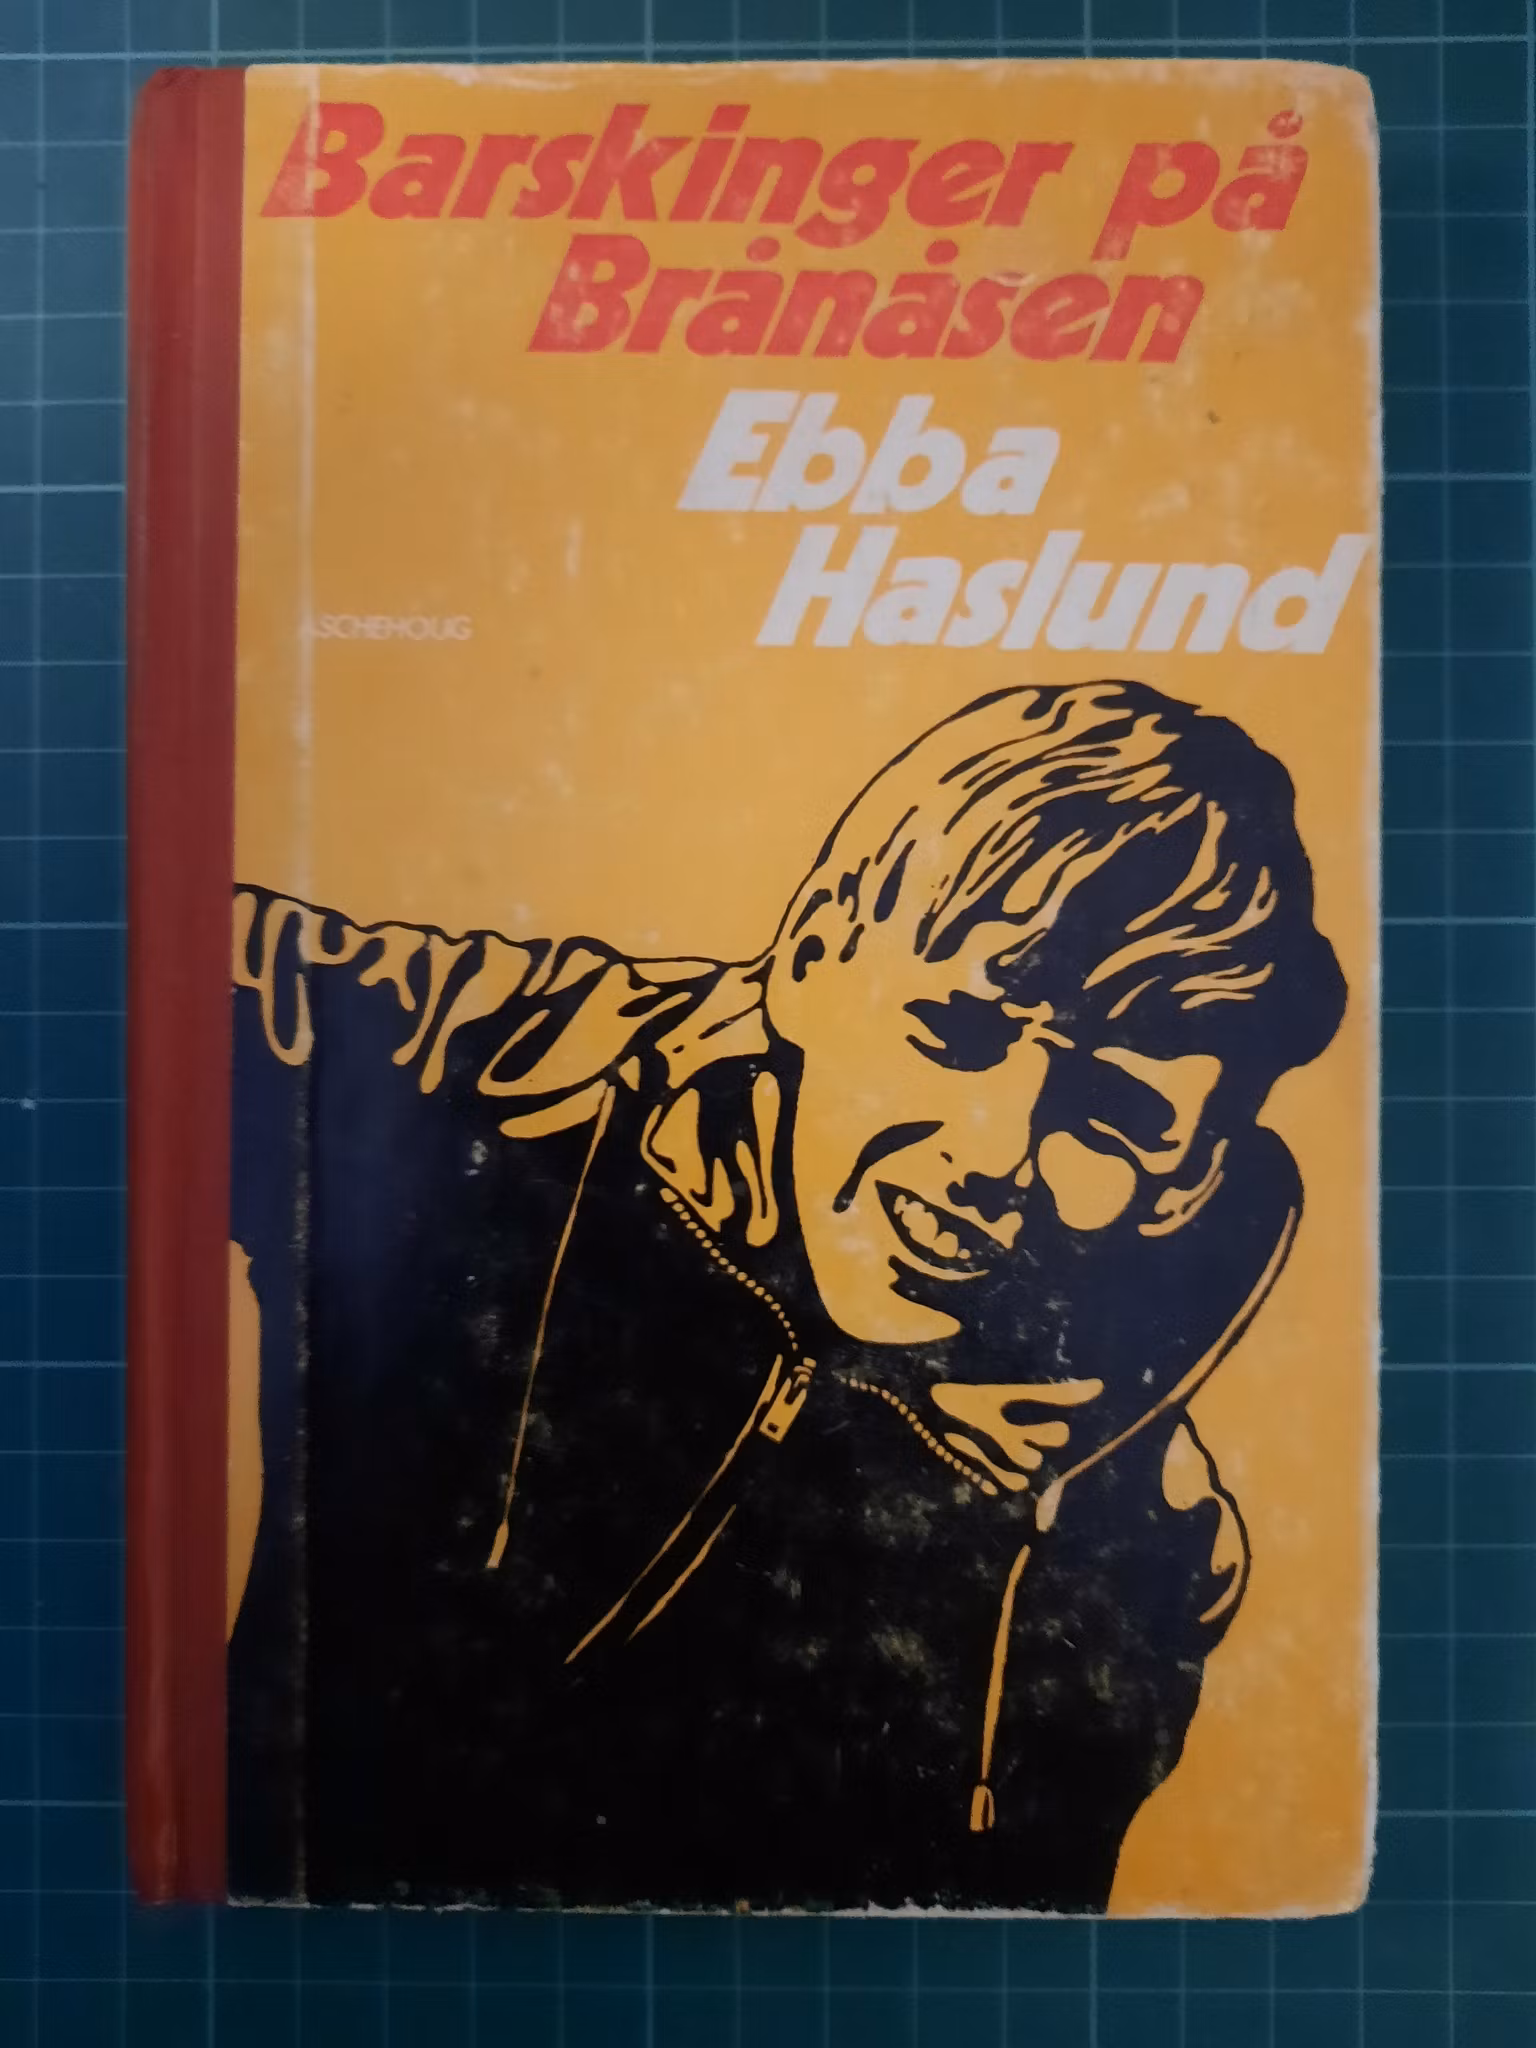 Barskinger på
Brånåsen
Ebba
Haslund
ASCHEHOUG